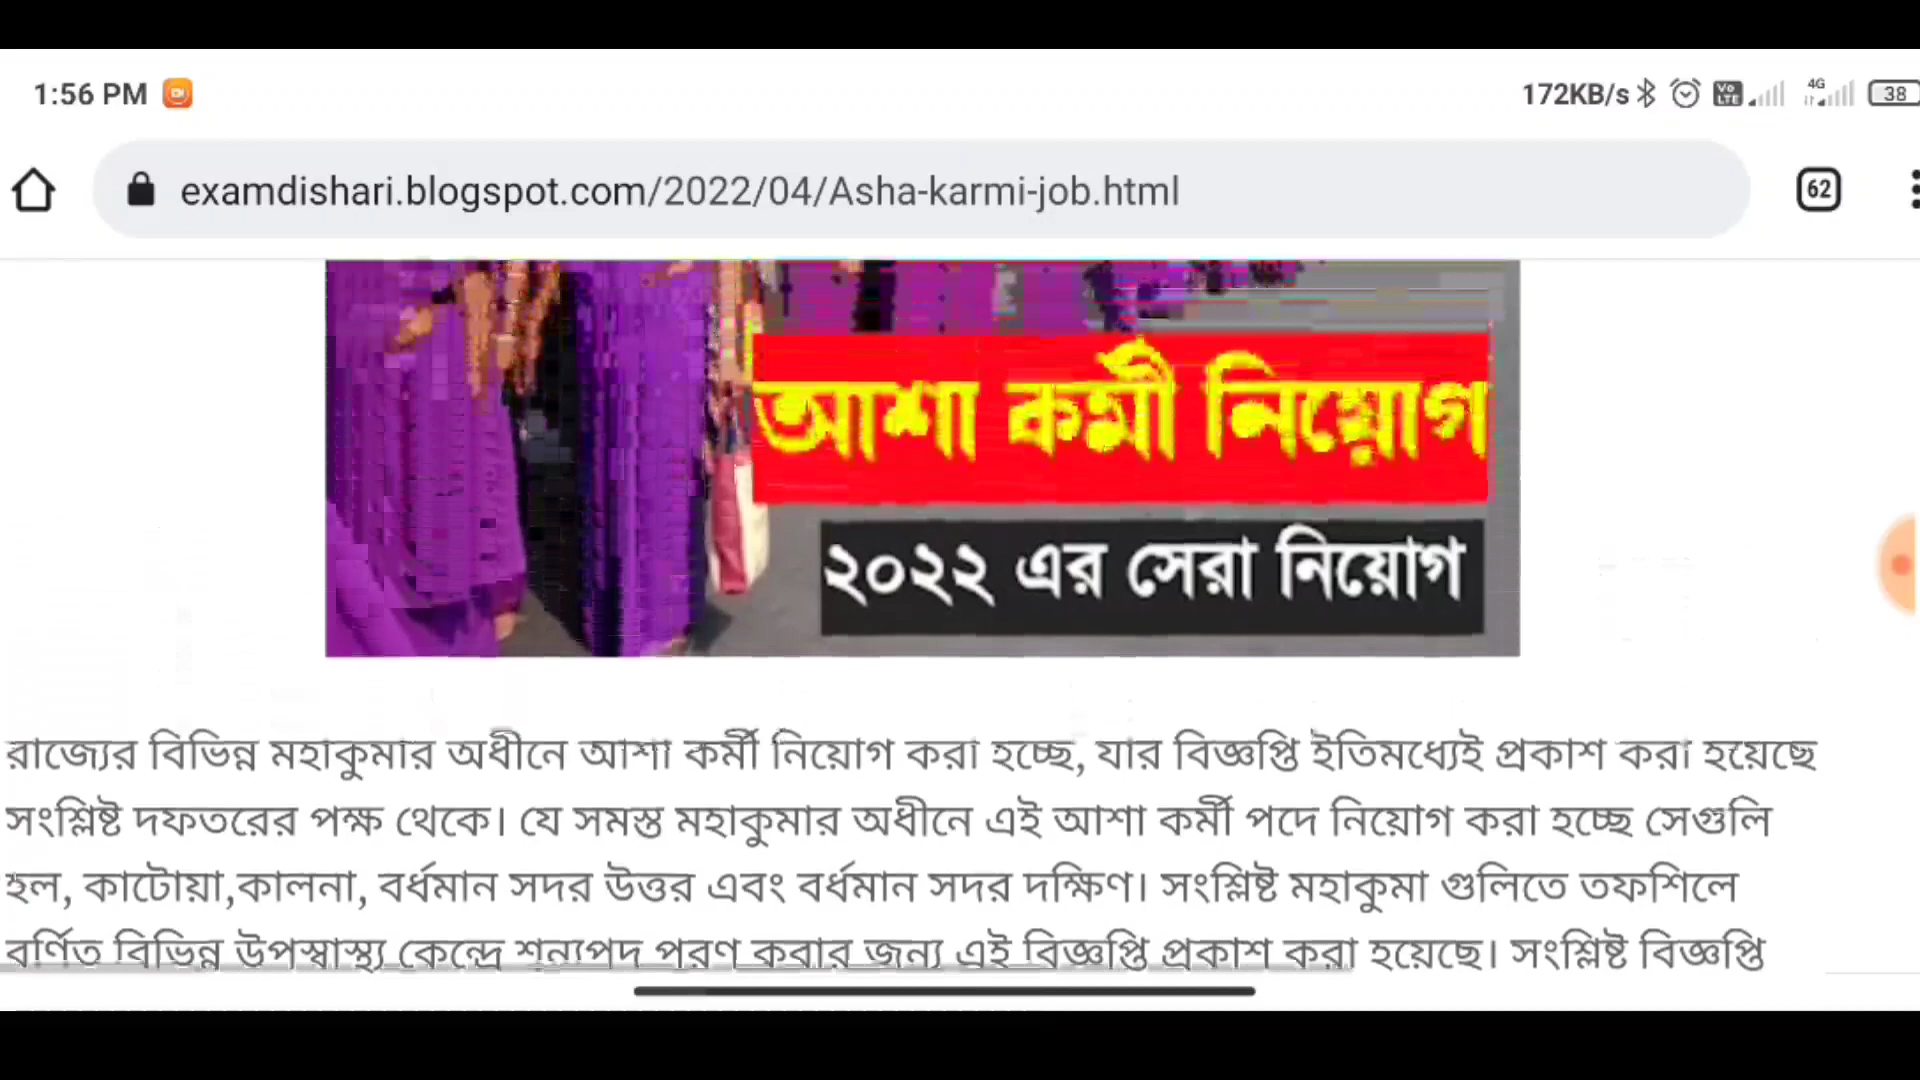 1:56 PM
172KB/s
Vo LTE
4G
38
examdishari.blogspot.com/2022/04/Asha-karmi-job.html
62
আশা কর্মী নিয়োগ
২০২২ এর সেরা নিয়োগ
রাজ্যের বিভিন্ন মহাকুমার অধীনে আশা কর্মী নিয়োগ করা হচ্ছে, যার বিজ্ঞপ্তি ইতিমধ্যেই প্রকাশ করা হয়েছে
সংশ্লিষ্ট দফতরের পক্ষ থেকে। যে সমস্ত মহাকুমার অধীনে এই আশা কর্মী পদে নিয়োগ করা হচ্ছে সেগুলি
হল, কাটোয়া,কালনা, বর্ধমান সদর উত্তর এবং বর্ধমান সদর দক্ষিণ। সংশ্লিষ্ট মহাকুমা গুলিতে তফশিলে
বর্ণিত বিভিন্ন উপস্বাস্থ্য কেন্দ্রে শূন্যপদ পূরণ করার জন্য এই বিজ্ঞপ্তি প্রকাশ করা হয়েছে। সংশ্লিষ্ট বিজ্ঞপ্তি